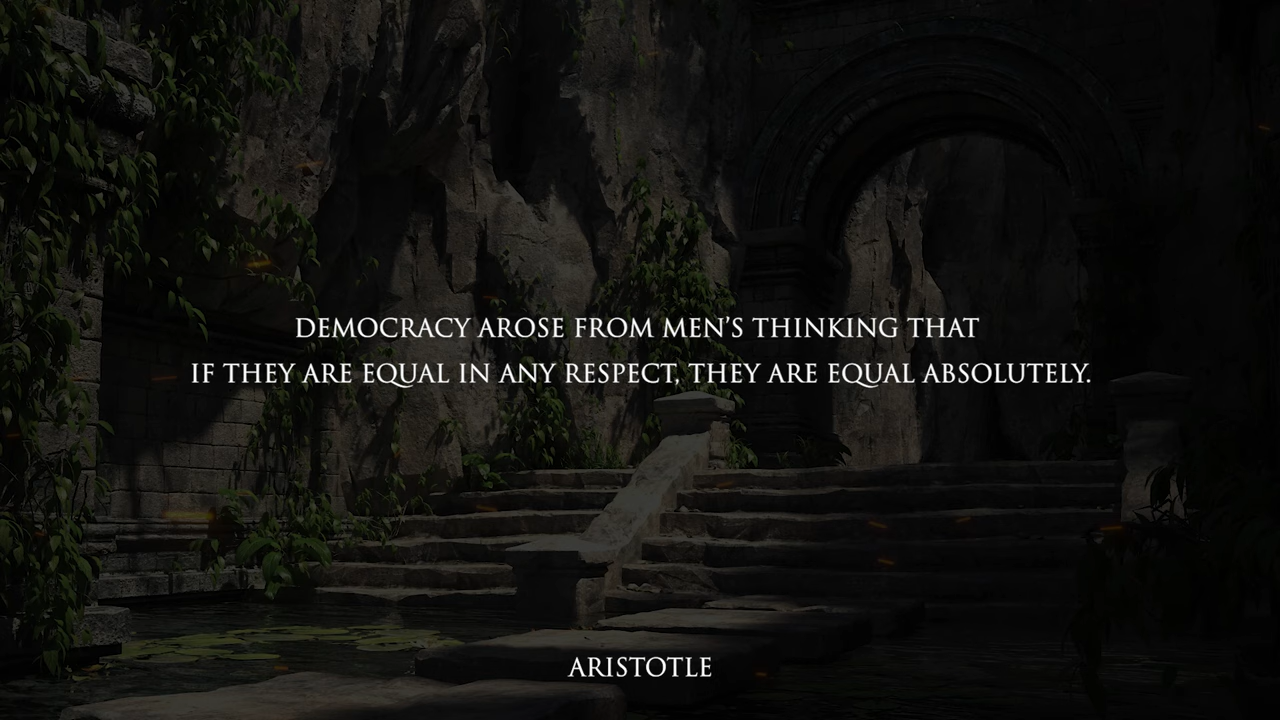 DEMOCRACY AROSE FROM MEN’S THINKING THAT
IF THEY ARE EQUAL IN ANY RESPECT, THEY ARE EQUAL ABSOLUTELY.
ARISTOTLE